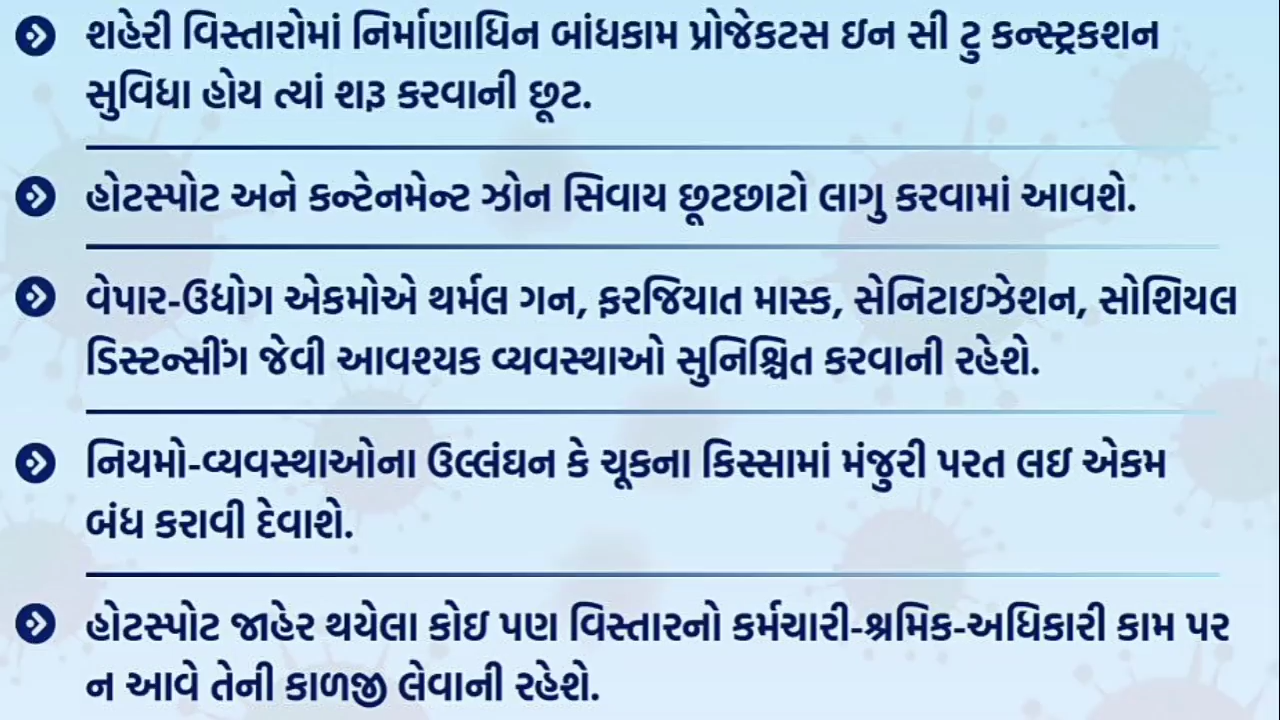 શહેરી વિસ્તારોમાં નિર્માણાધિન બાંધકામ પ્રોજેકટસ ઇન સી ટુ કન્સ્ટ્રકશન
સુવિધા હોય ત્યાં શરૂ કરવાની છૂટ.
હોટસ્પોટ અને કન્ટેનમેન્ટ ઝોન સિવાય છૂટછાટો લાગુ કરવામાં આવશે.
વેપાર-ઉદ્યોગ એકમોએ થર્મલ ગન, ફરજિયાત માસ્ક, સેનિટાઇઝેશન, સોશિયલ
ડિસ્ટન્સીંગ જેવી આવશ્યક વ્યવસ્થાઓ સુનિશ્ચિત કરવાની રહેશે.
નિયમો-વ્યવસ્થાઓના ઉલ્લંઘન કે ચૂકના કિસ્સામાં મંજુરી પરત લઇ એકમ
બંધ કરાવી દેવાશે.
હોટસ્પોટ જાહેર થયેલા કોઇ પણ વિસ્તારનો કર્મચારી-શ્રમિક-અધિકારી કામ પર
ન આવે તેની કાળજી લેવાની રહેશે.